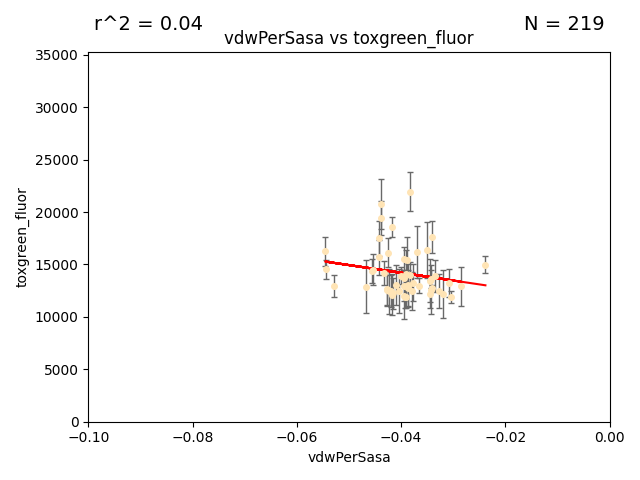 r^2 = 0.04
N = 219
vdwPerSasa vs toxgreen_fluor
35000
30000
25000
20000
15000
10000
5000
0
toxgreen_fluor
−0.10
−0.08
−0.06
−0.04
−0.02
0.00
vdwPerSasa